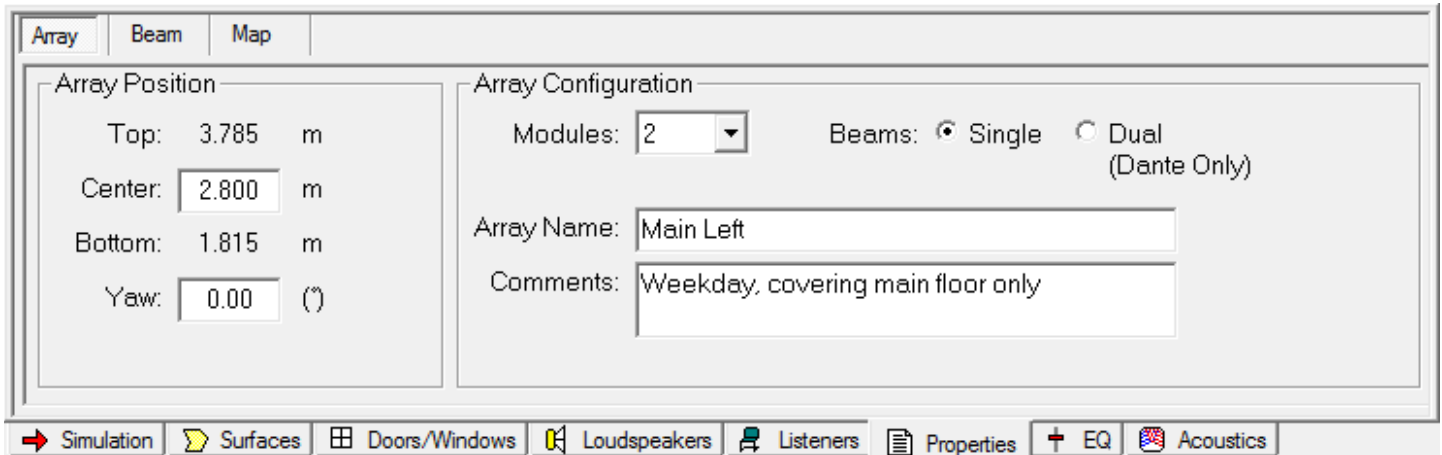 Array Beam Map
Array Position
Top: 3.785 m
Center: 2.800 m
Bottom: 1.815 m
Yaw: 0.00 (°)
Array Configuration
Modules: 2 Beams: Single Dual
(Dante Only)
Array Name: Main Left
Comments: Weekday, covering main floor only
Simulation Surfaces Doors/Windows Loudspeakers Listeners Properties EQ Acoustics